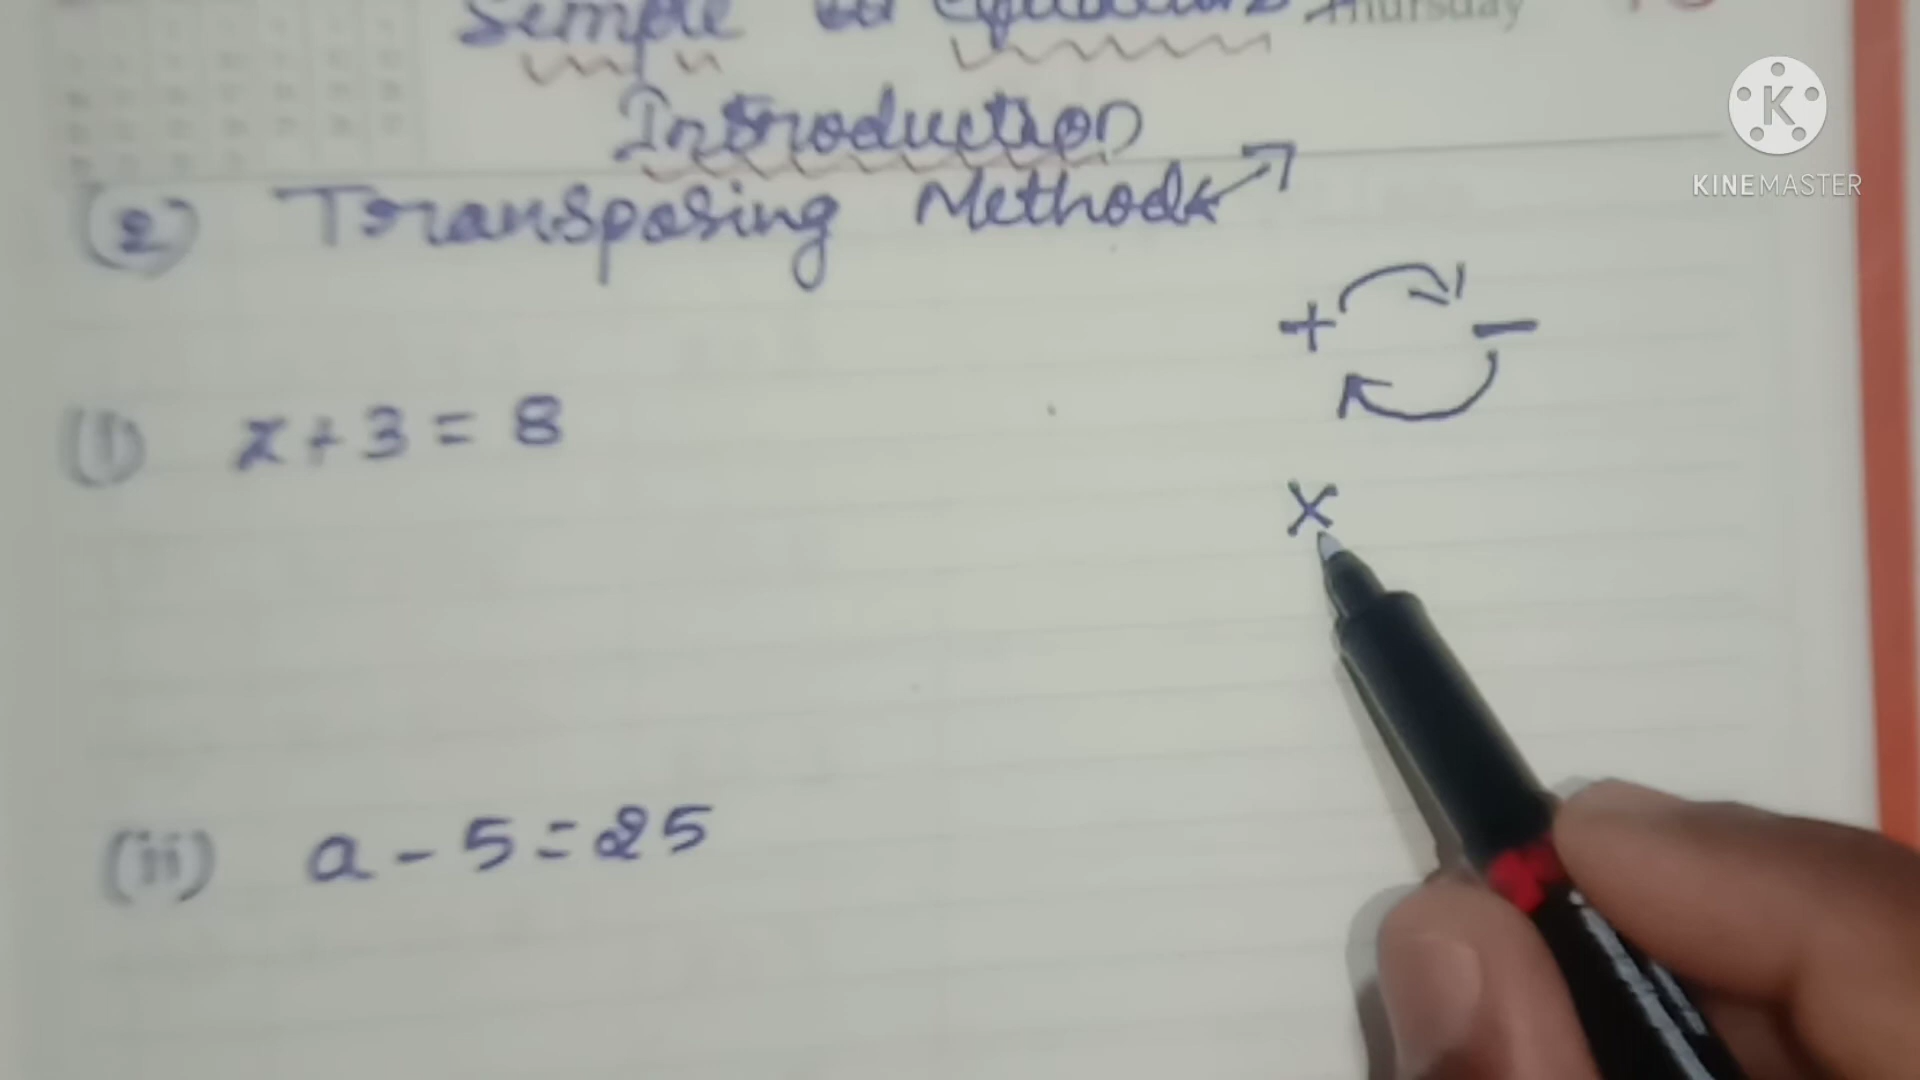 Simple equations Thursday
Introduction
(2) Transposing Method
+ -
(i) x + 3 = 8
×
(ii) a - 5 = 25
KINEMASTER